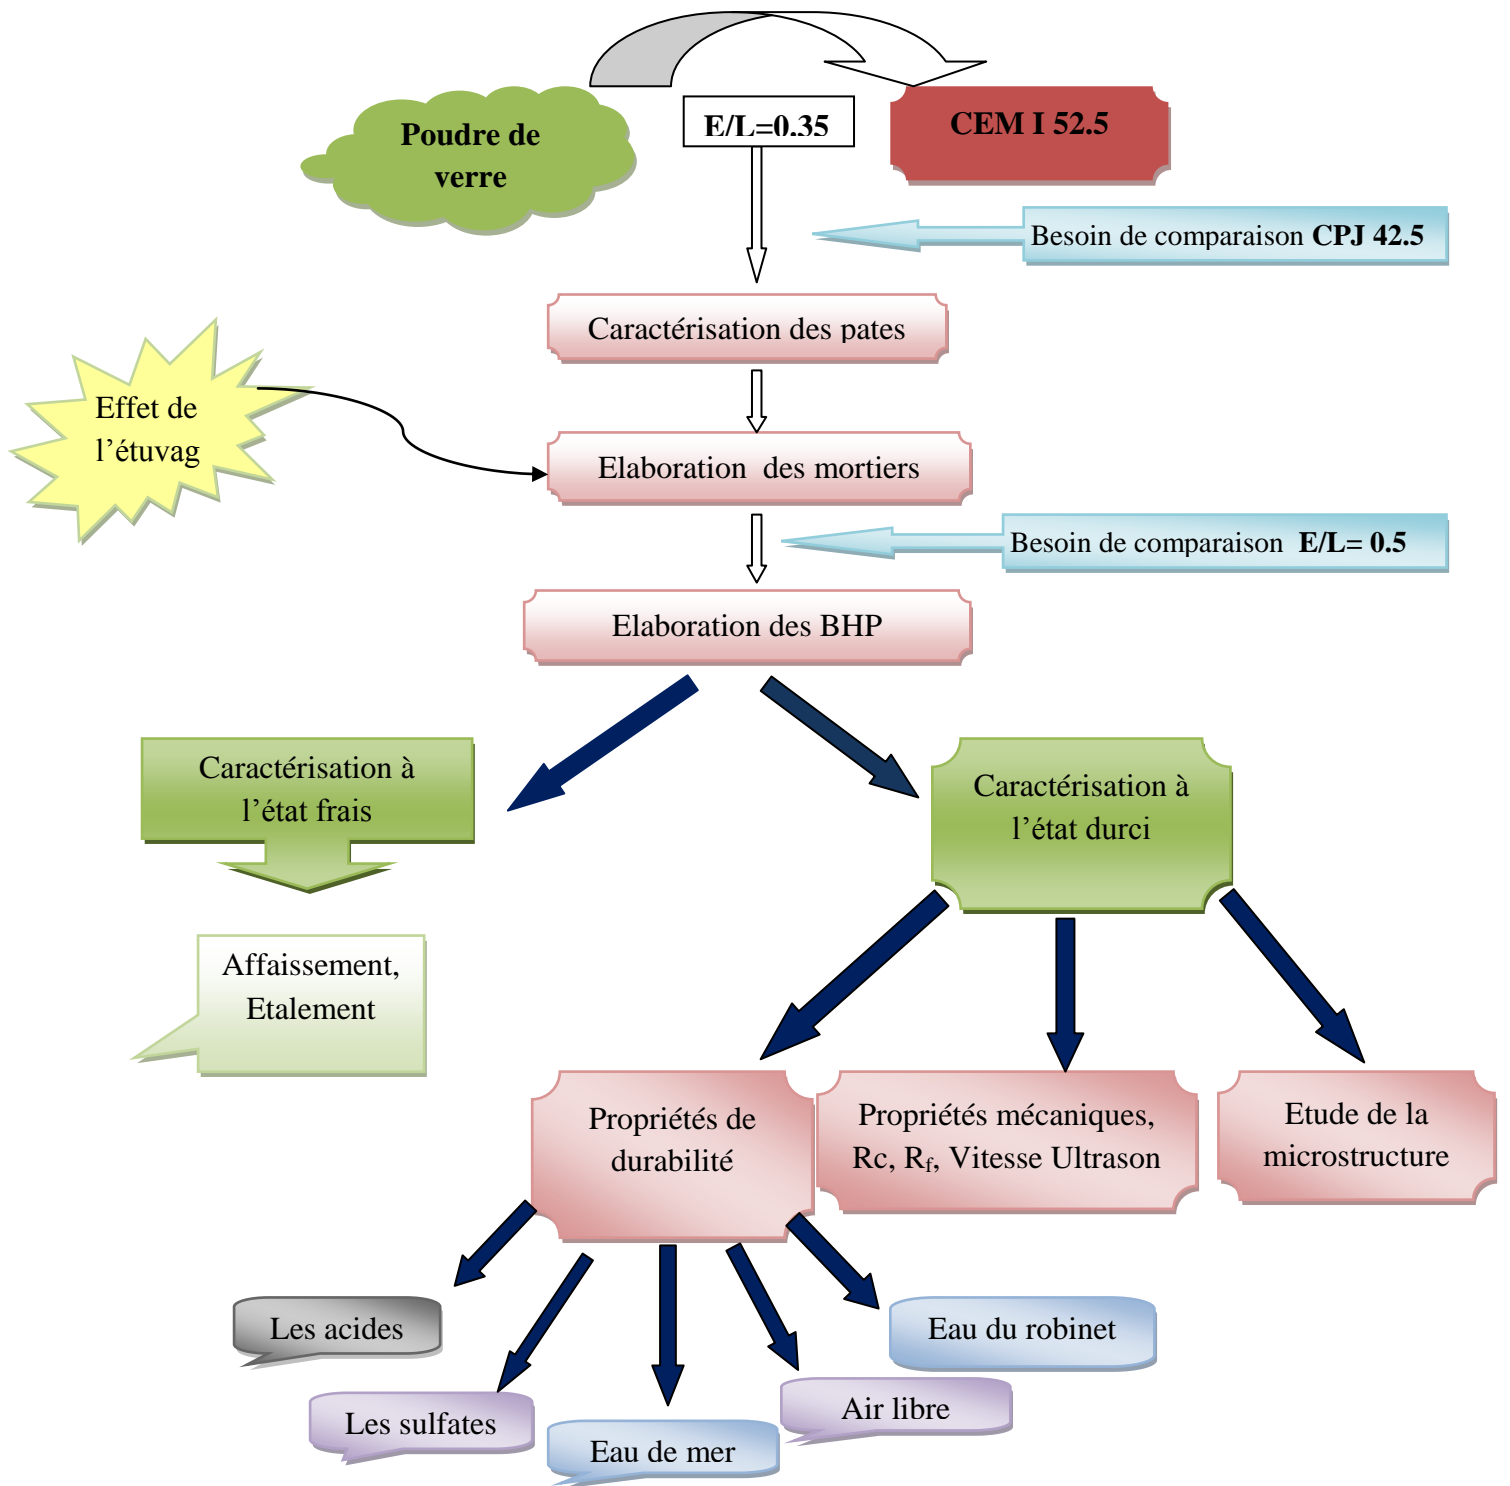 Poudre de
verre
E/L=0.35
CEM I 52.5
Besoin de comparaison CPJ 42.5
Caractérisation des pates
Effet de
l’étuvag
Elaboration des mortiers
Besoin de comparaison E/L= 0.5
Elaboration des BHP
Caractérisation à
l’état frais
Caractérisation à
l’état durci
Affaissement,
Etalement
Propriétés de
durabilité
Propriétés mécaniques,
Rc, Rf, Vitesse Ultrason
Etude de la
microstructure
Les acides
Eau du robinet
Les sulfates
Air libre
Eau de mer